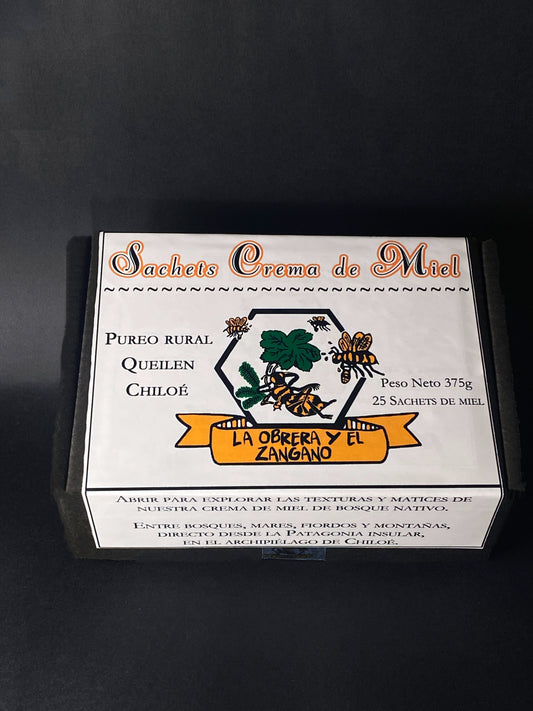 Sachets Crema de Miel
PUREO RURAL
QUEILEN
CHILOÉ
Peso Neto 375g
25 SACHETS DE MIEL
LA OBRERA Y EL
ZANGANO
ABRIR PARA EXPLORAR LAS TEXTURAS Y MATICES DE
NUESTRA CREMA DE MIEL DE BOSQUE NATIVO.
ENTRE BOSQUES, MARES, FIORDOS Y MONTAÑAS,
DIRECTO DESDE LA PATAGONIA INSULAR,
EN EL ARCHIPIÉLAGO DE CHILOÉ.